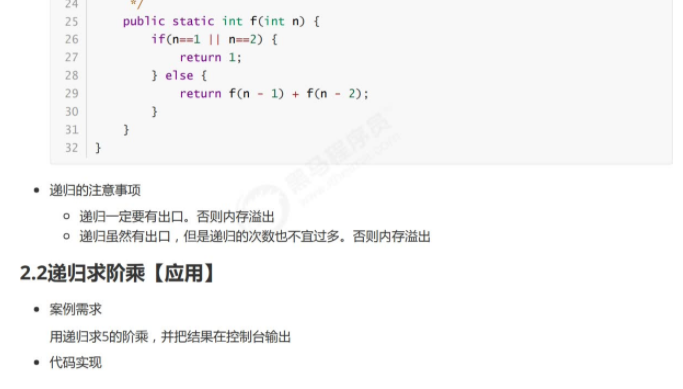 24 */
25 public static int f(int n) {
26 if(n==1 || n==2) {
27 return 1;
28 } else {
29 return f(n - 1) + f(n - 2);
30 }
31 }
32 }
黑马程序员
• 递归的注意事项
○ 递归一定要有出口。否则内存溢出
○ 递归虽然有出口，但是递归的次数也不宜过多。否则内存溢出
2.2递归求阶乘【应用】
• 案例需求
用递归求5的阶乘，并把结果在控制台输出
• 代码实现